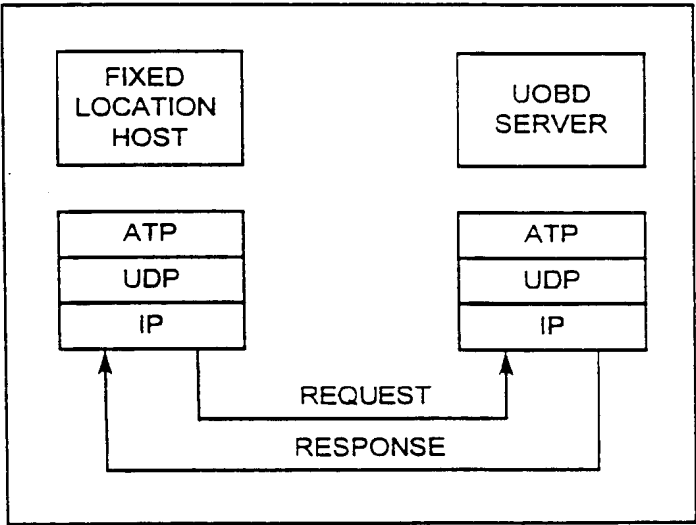 FIXED
LOCATION
HOST
UOBD
SERVER
ATP
UDP
IP
ATP
UDP
IP
REQUEST
RESPONSE